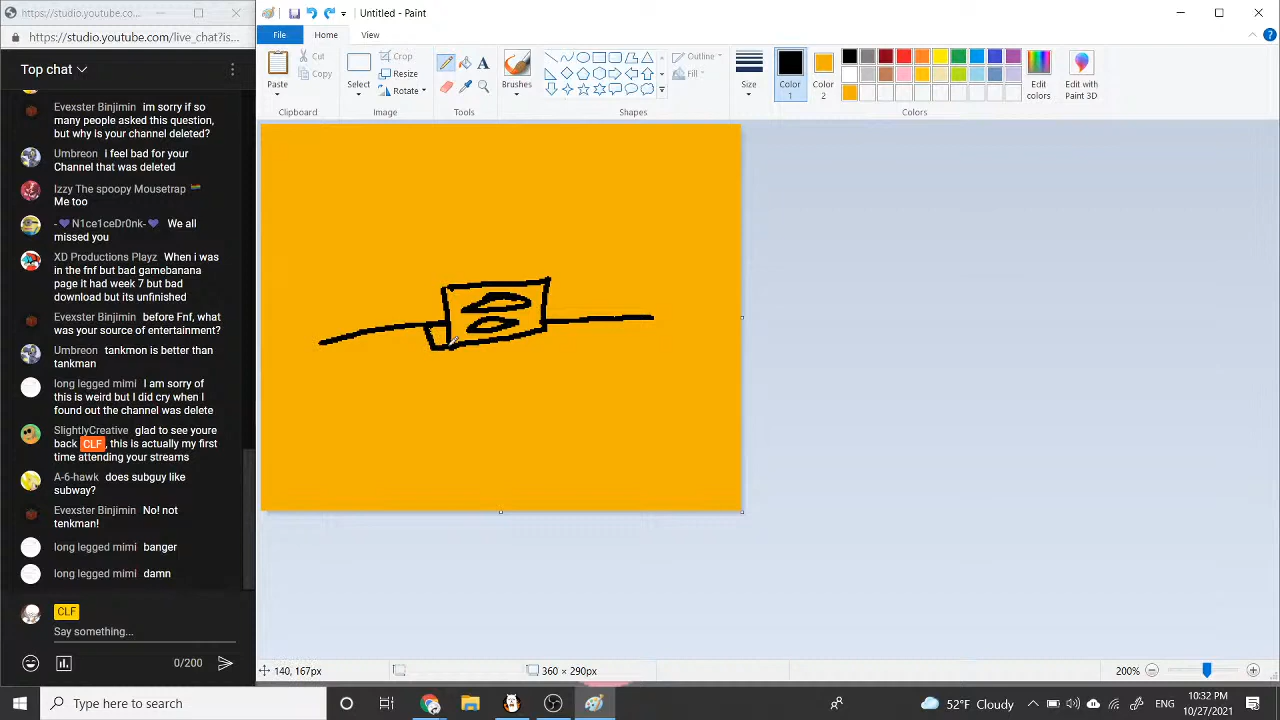 https://studio.youtube.com/live_chat?is...
https://studio.youtube.co...
Untitled - Paint
https://studio.youtube.com/live_chat?is...
File
Home
View
Top chat
Paste
Cut
Copy
Clipboard
Select
Crop
Resize
Rotate
Image
A
Tools
Brushes
Outline
Fill
Shapes
Size
Color
1
Color
2
Edit
colors
Edit with
Paint 3D
Colors
Evexster Binjimin im sorry if so
many people asked this question,
but why is your channel deleted?
Umbreon i feel bad for your
Channel that was deleted
Izzy The spoopy Mousetrap
Me too
-💜N1ce1ceDr0nk-💜 We all
missed you
XD Productions Playz When i was
in the fnf but bad gamebanana
page it had week 7 but bad
download but its unfinished
Evexster Binjimin before Fnf, what
was your source of entertainment?
Umbreon tankmon is better than
tankman
long legged mimi I am sorry of
this is weird but I did cry when I
found out the channel was delete
SlightlyCreative glad to see youre
back CLF, this is actually my first
time attending your streams
A-6-hawk does subguy like
subway?
Evexster Binjimin No! not
tenkman!
long legged mimi banger
long legged mimi damn
CLF
Say something...
0/200
140, 167px
360 × 290px
200%
Type here to search
52°F Cloudy
ENG
10:32 PM
10/27/2021